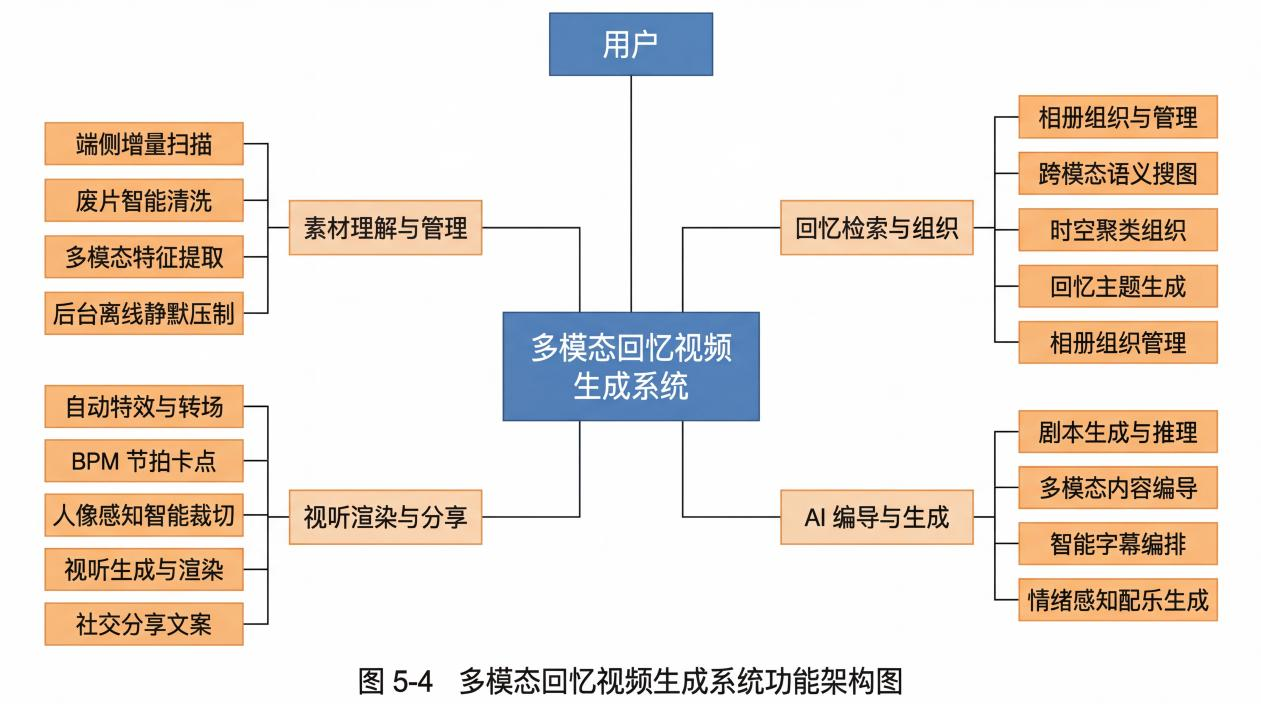 用户
端侧增量扫描
废片智能清洗
多模态特征提取
后台离线静默压制
素材理解与管理
回忆检索与组织
相册组织与管理
跨模态语义搜图
时空聚类组织
回忆主题生成
相册组织管理
多模态回忆视频
生成系统
自动特效与转场
BPM 节拍卡点
人像感知智能裁切
视听生成与渲染
社交分享文案
视听渲染与分享
AI 编导与生成
剧本生成与推理
多模态内容编导
智能字幕编排
情绪感知配乐生成
图 5-4 多模态回忆视频生成系统功能架构图